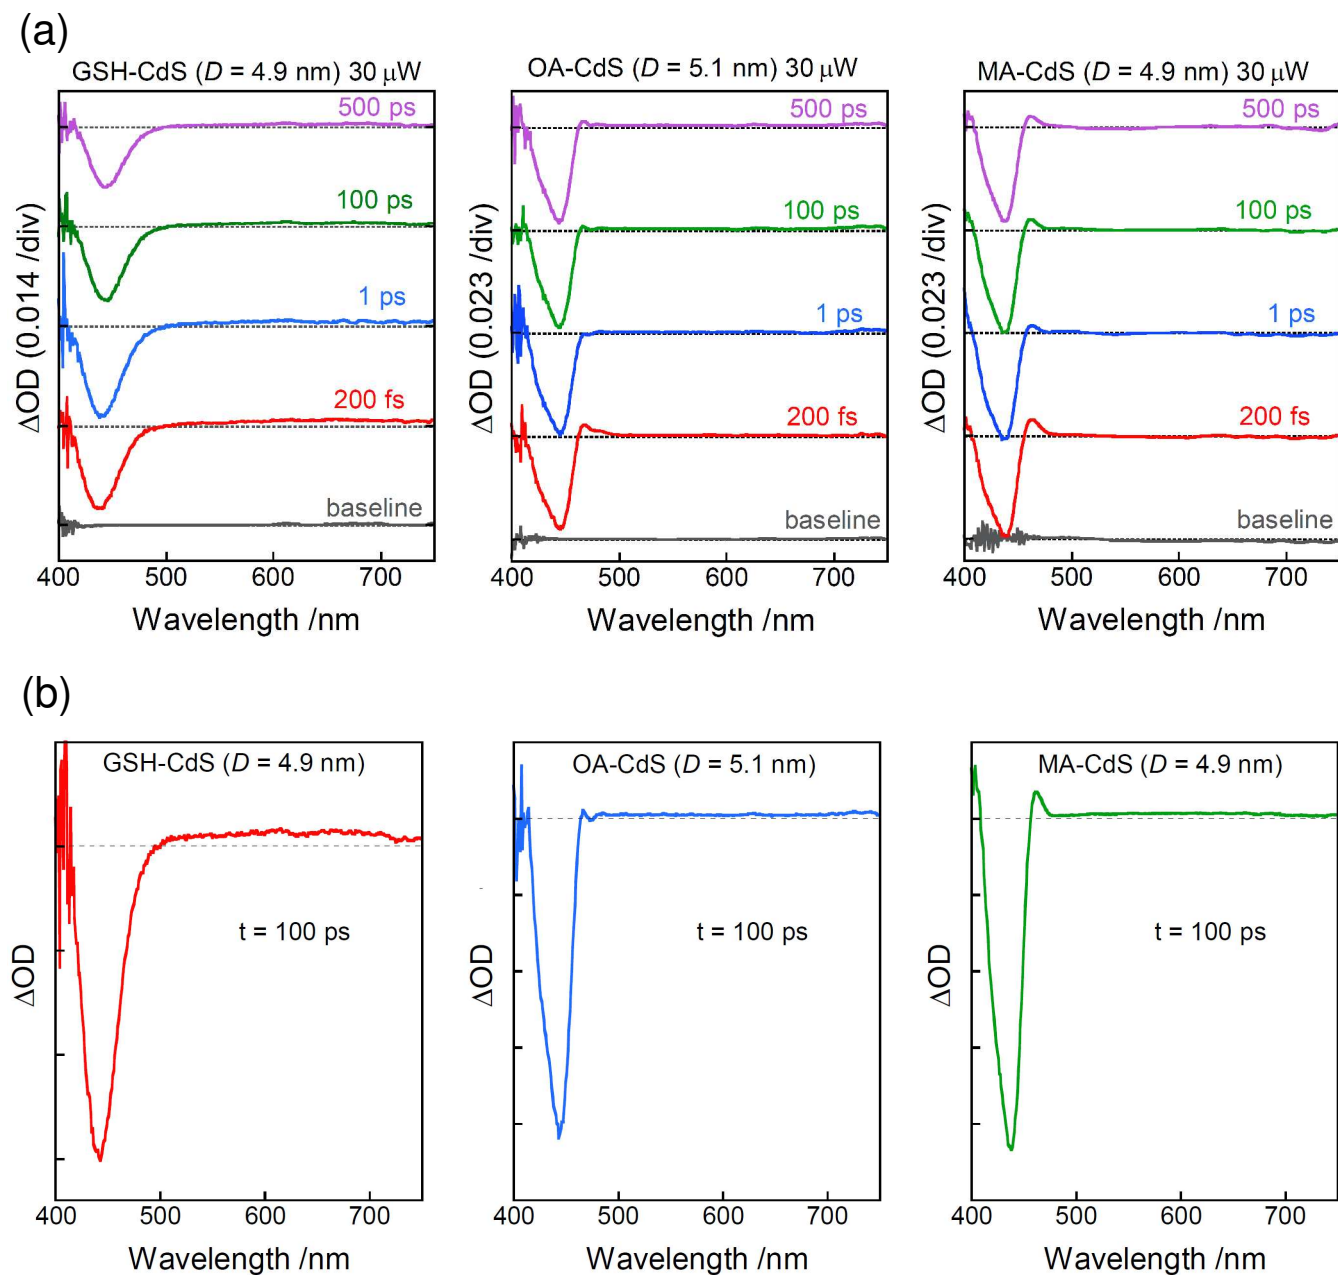 (a)
GSH-CdS (D = 4.9 nm) 30 μW
500 ps
100 ps
1 ps
200 fs
baseline
ΔOD (0.014 /div)
400 500 600 700
Wavelength /nm
OA-CdS (D = 5.1 nm) 30 μW
500 ps
100 ps
1 ps
200 fs
baseline
ΔOD (0.023 /div)
400 500 600 700
Wavelength /nm
MA-CdS (D = 4.9 nm) 30 μW
500 ps
100 ps
1 ps
200 fs
baseline
ΔOD (0.023 /div)
400 500 600 700
Wavelength /nm
(b)
GSH-CdS (D = 4.9 nm)
t = 100 ps
ΔOD
400 500 600 700
Wavelength /nm
OA-CdS (D = 5.1 nm)
t = 100 ps
ΔOD
400 500 600 700
Wavelength /nm
MA-CdS (D = 4.9 nm)
t = 100 ps
ΔOD
400 500 600 700
Wavelength /nm